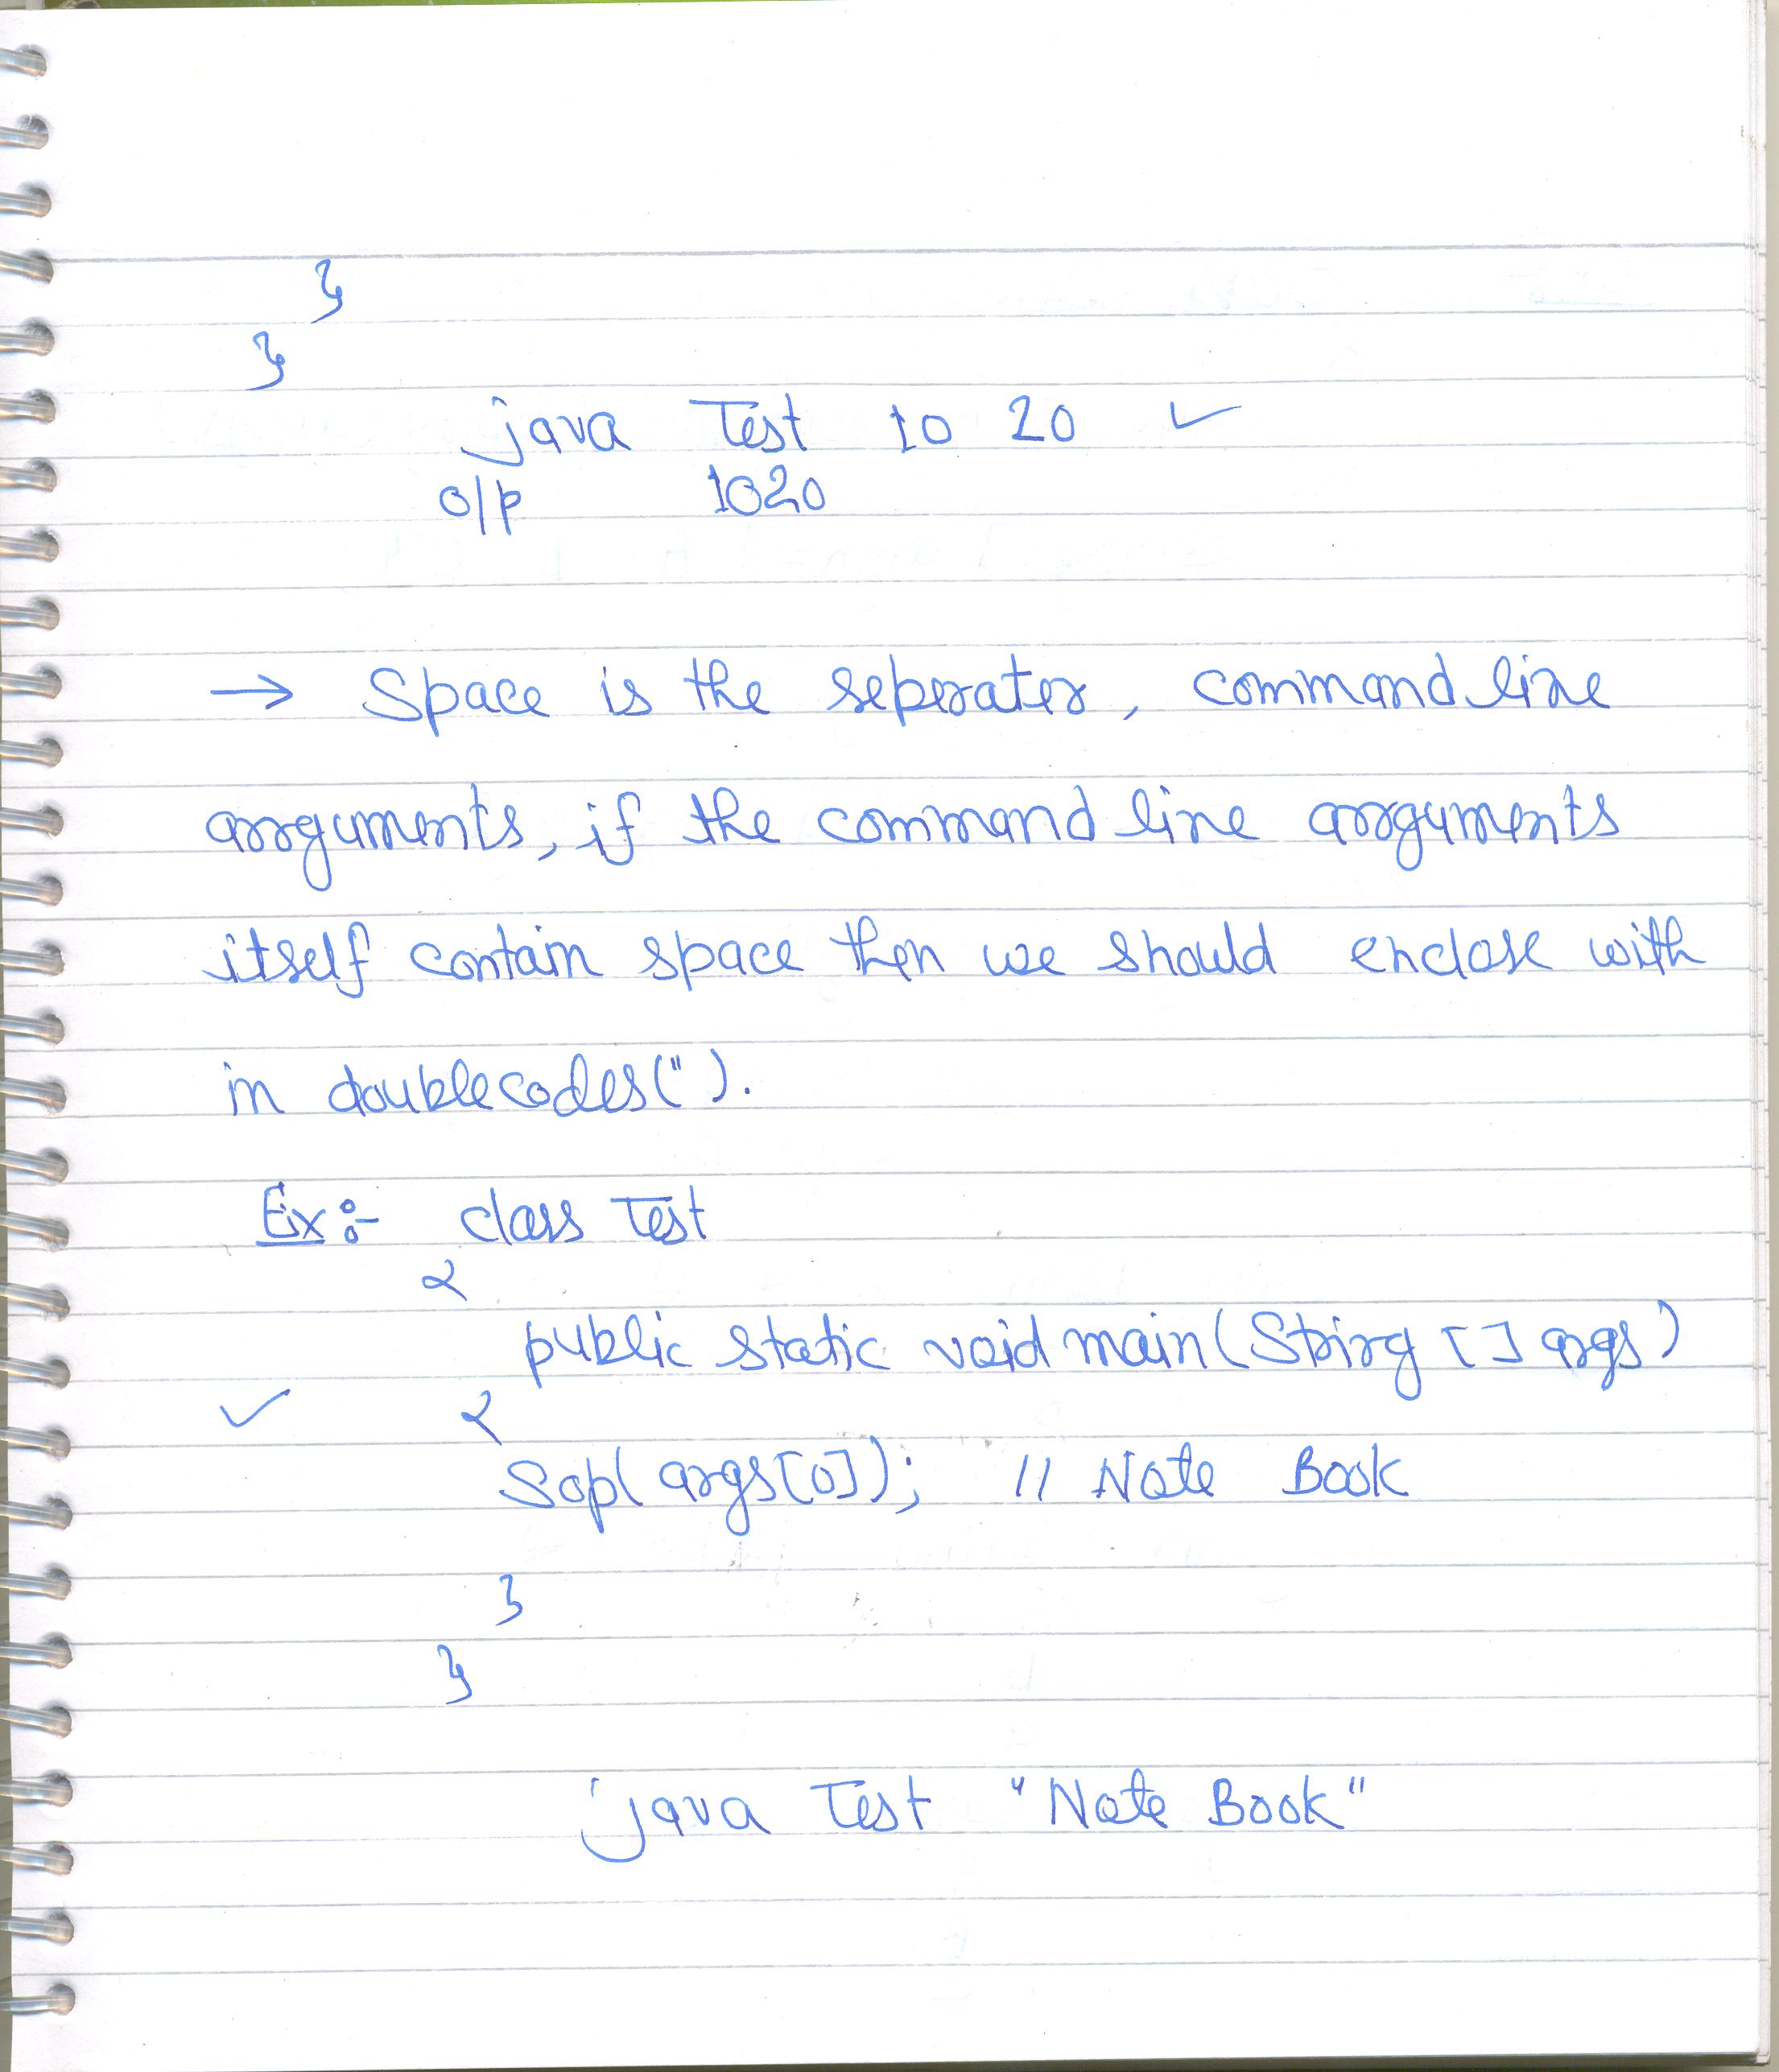 }
}
java Test 10 20 ✓
o/p 1020
→ Space is the seperator, command line
arguments, if the command line arguments
itself contain space then we should enclose with
in doublecodes(").
Ex:- class Test
{
public static void main(String [] args)
✓ {
Sop(args[0]); // Note Book
}
}
java Test "Note Book"